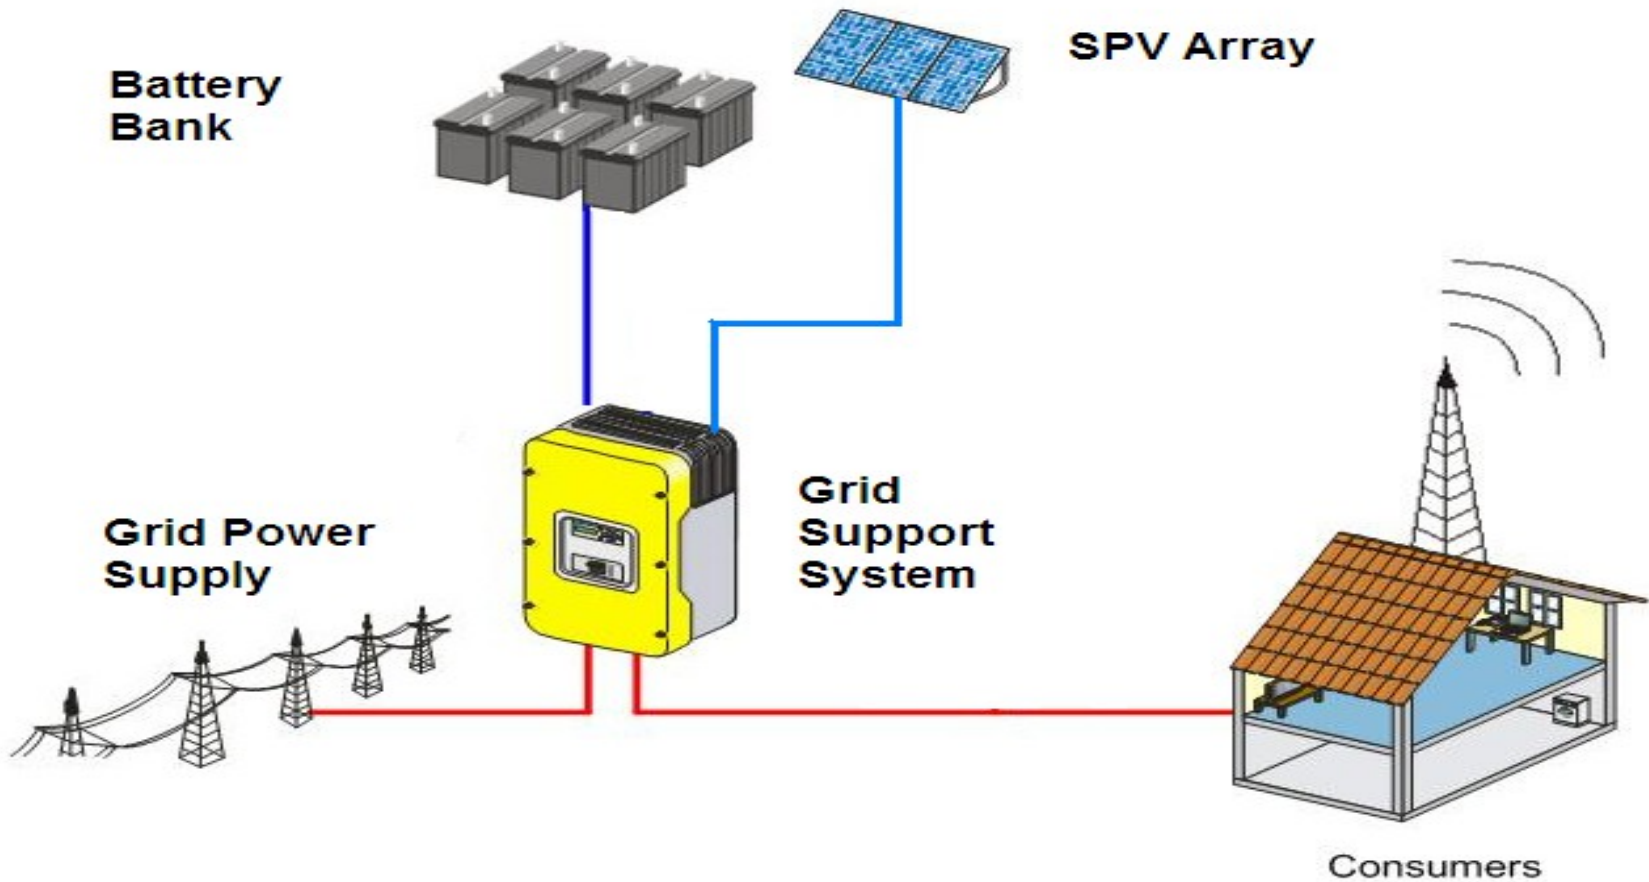 Battery
Bank
SPV Array
Grid
Support
System
Grid Power
Supply
Consumers